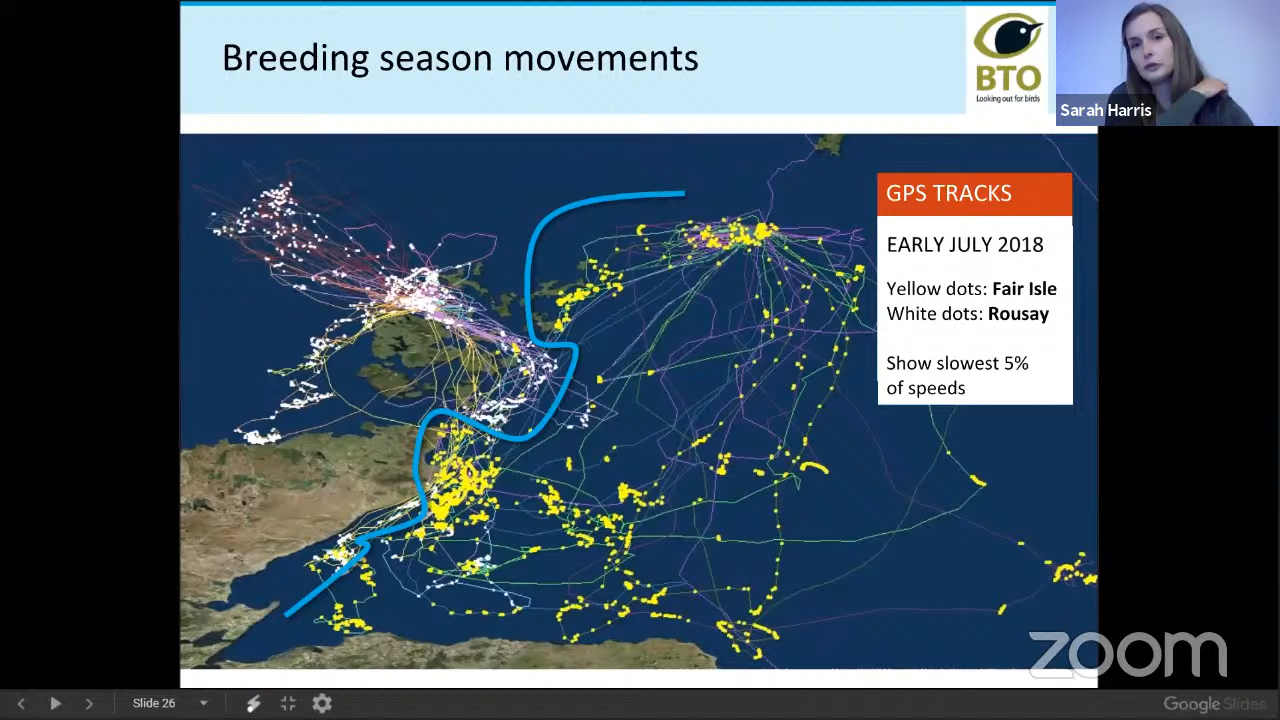 Breeding season movements
BTO
Looking out for birds
Sarah Harris
GPS TRACKS
EARLY JULY 2018
Yellow dots: Fair Isle
White dots: Rousay
Show slowest 5%
of speeds
zoom
Slide 26
Google Slides